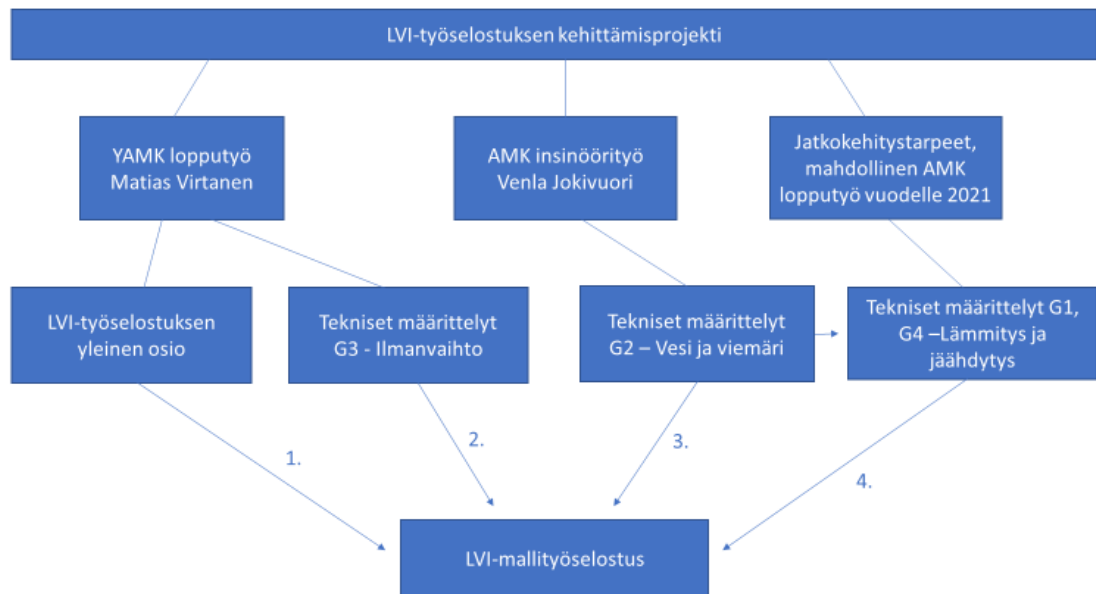 LVI-työselostuksen kehittämisprojekti
YAMK lopputyö
Matias Virtanen
AMK insinöörityö
Venla Jokivuori
Jatkokehitystarpeet,
mahdollinen AMK
lopputyö vuodelle 2021
LVI-työselostuksen
yleinen osio
Tekniset määrittelyt
G3 - Ilmanvaihto
Tekniset määrittelyt
G2 – Vesi ja viemäri
Tekniset määrittelyt G1,
G4 –Lämmitys ja
jäähdytys
1.
2.
3.
4.
LVI-mallityöselostus